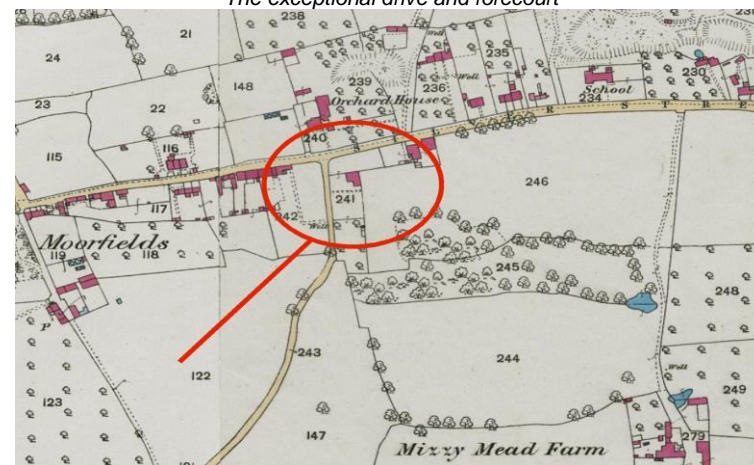 The exceptional drive and forecourt
238
21
24
Well
235
148
239
236
Well
230
22
23
Orchard House
School
234
240
STRE
116
115
246
241
117
242
Well
Moorfields
119
118
245
248
P
243
244
122
Well
249
123
147
279
Mizzy Mead Farm